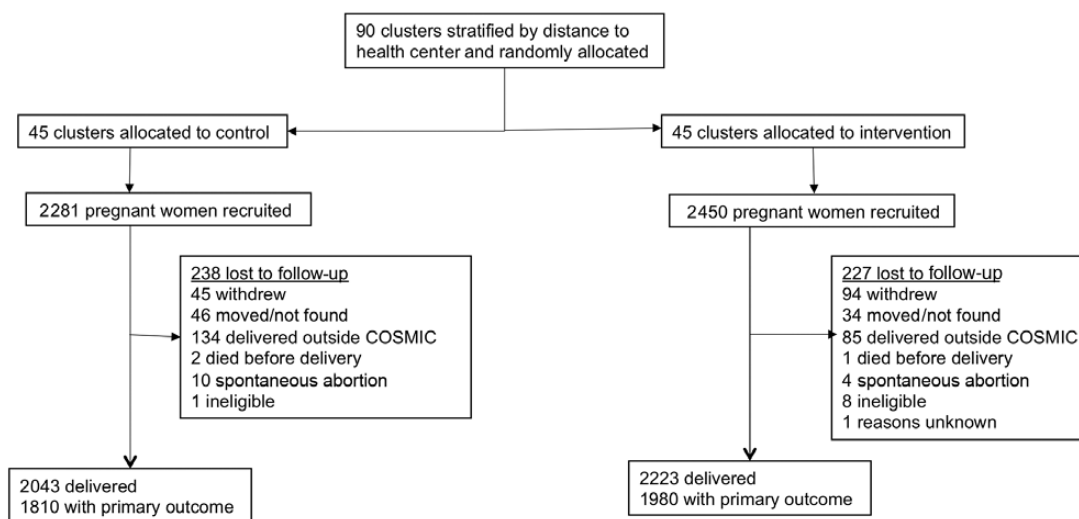 90 clusters stratified by distance to
health center and randomly allocated
45 clusters allocated to control
45 clusters allocated to intervention
2281 pregnant women recruited
2450 pregnant women recruited
238 lost to follow-up
45 withdrew
46 moved/not found
134 delivered outside COSMIC
2 died before delivery
10 spontaneous abortion
1 ineligible
227 lost to follow-up
94 withdrew
34 moved/not found
85 delivered outside COSMIC
1 died before delivery
4 spontaneous abortion
8 ineligible
1 reasons unknown
2043 delivered
1810 with primary outcome
2223 delivered
1980 with primary outcome